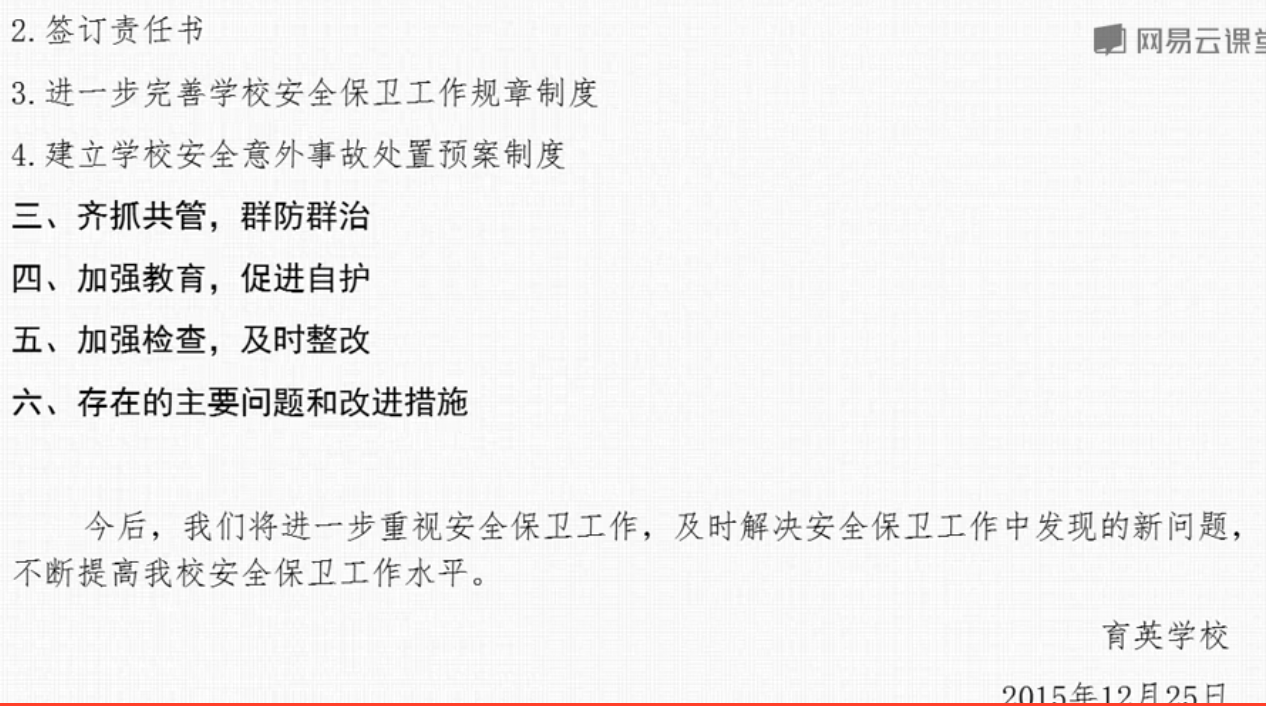 2.签订责任书
网易云课堂
3.进一步完善学校安全保卫工作规章制度
4.建立学校安全意外事故处置预案制度
三、齐抓共管，群防群治
四、加强教育，促进自护
五、加强检查，及时整改
六、存在的主要问题和改进措施
今后，我们将进一步重视安全保卫工作，及时解决安全保卫工作中发现的新问题，
不断提高我校安全保卫工作水平。
育英学校
2015年12月25日